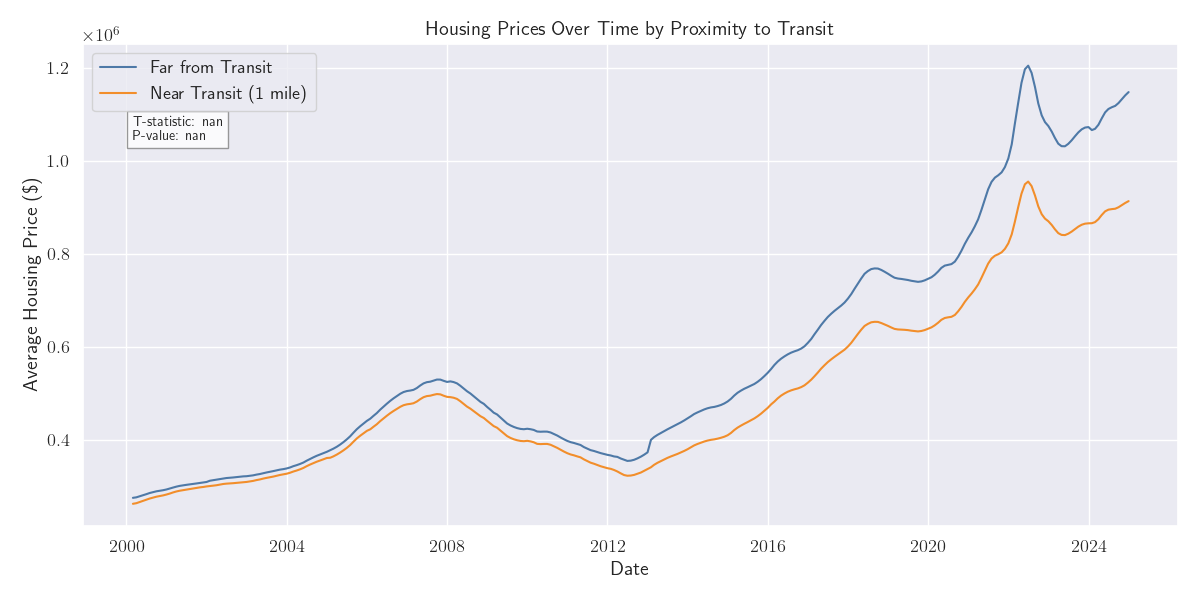 Housing Prices Over Time by Proximity to Transit
×10⁶
Far from Transit
Near Transit (1 mile)
T-statistic: nan
P-value: nan
Average Housing Price ($)
1.2
1.0
0.8
0.6
0.4
2000 2004 2008 2012 2016 2020 2024
Date